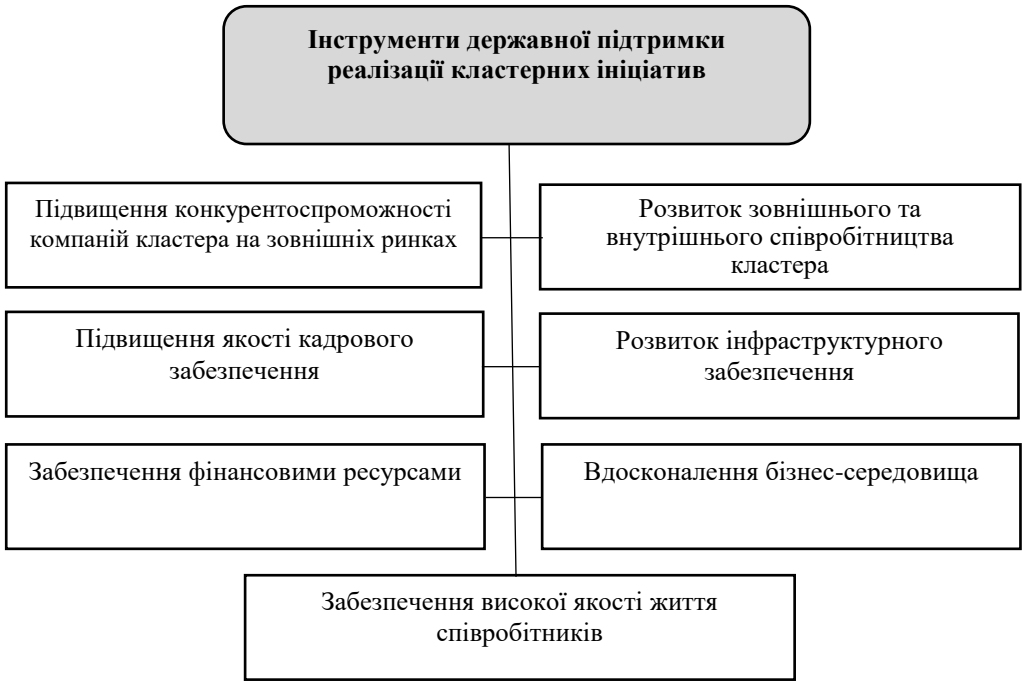 Інструменти державної підтримки
реалізації кластерних ініціатив
Підвищення конкурентоспроможності
компаній кластера на зовнішніх ринках
Розвиток зовнішнього та
внутрішнього співробітництва
кластера
Підвищення якості кадрового
забезпечення
Розвиток інфраструктурного
забезпечення
Забезпечення фінансовими ресурсами
Вдосконалення бізнес-середовища
Забезпечення високої якості життя
співробітників